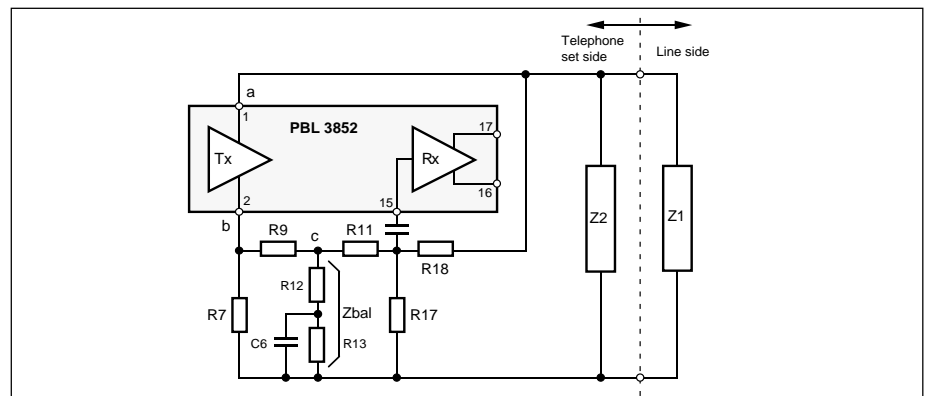 Telephone
set side
Line side
a
1
PBL 3852
17
Tx
Rx
16
2
15
b
R9
c
R11
R18
Z2
Z1
R12
R7
Zbal
R17
C6
R13